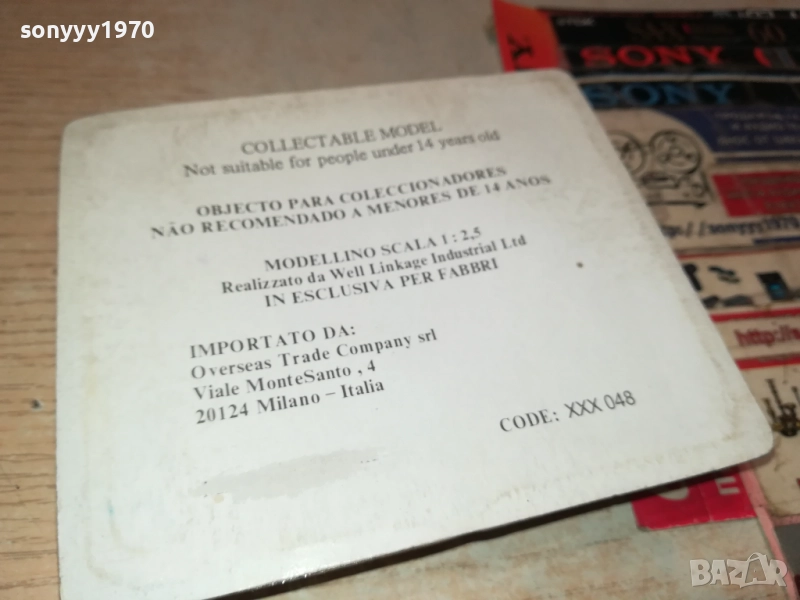 sonyyy1970
COLLECTABLE MODEL
Not suitable for people under 14 years old
OBJECTO PARA COLECCIONADORES
NÃO RECOMENDADO A MENORES DE 14 ANOS
MODELLINO SCALA 1 : 2,5
Realizzato da Well Linkage Industrial Ltd
IN ESCLUSIVA PER FABBRI
IMPORTATO DA:
Overseas Trade Company srl
Viale MonteSanto , 4
20124 Milano – Italia
CODE: XXX 048
SONY
SONY
http://
BAZAR